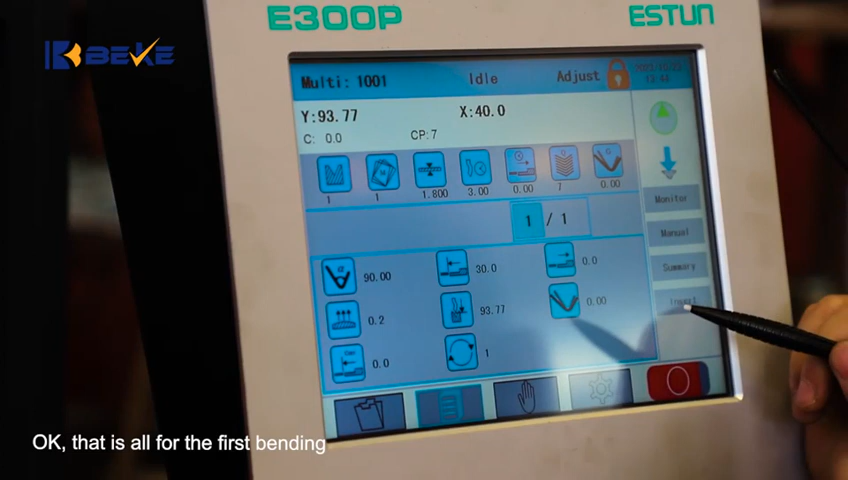 E300P
ESTUN
BEKE
Multi: 1001 Idle Adjust
Y:93.77 X:40.0
C: 0.0 CP:7
1 1 1.800 3.00 0.00 7 0.00
1 / 1
90.00 30.0 0.0
0.2 93.77 0.00
0.0 1
Monitor
Manual
Summary
Insert
OK, that is all for the first bending